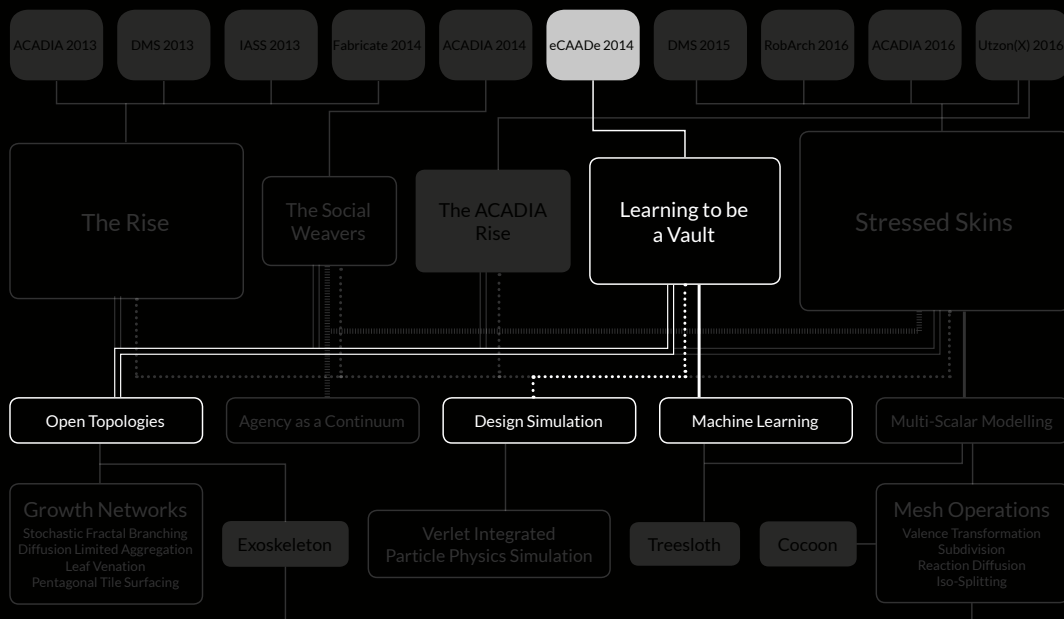 ACADIA 2013
DMS 2013
IASS 2013
Fabricate 2014
ACADIA 2014
eCAADe 2014
DMS 2015
RobArch 2016
ACADIA 2016
Utzon(X) 2016
The Rise
The Social
Weavers
The ACADIA
Rise
Learning to be
a Vault
Stressed Skins
Open Topologies
Agency as a Continuum
Design Simulation
Machine Learning
Multi-Scalar Modelling
Growth Networks
Stochastic Fractal Branching
Diffusion Limited Aggregation
Leaf Venation
Pentagonal Tile Surfacing
Exoskeleton
Verlet Integrated
Particle Physics Simulation
Treesloth
Cocoon
Mesh Operations
Valence Transformation
Subdivision
Reaction Diffusion
Iso-Splitting